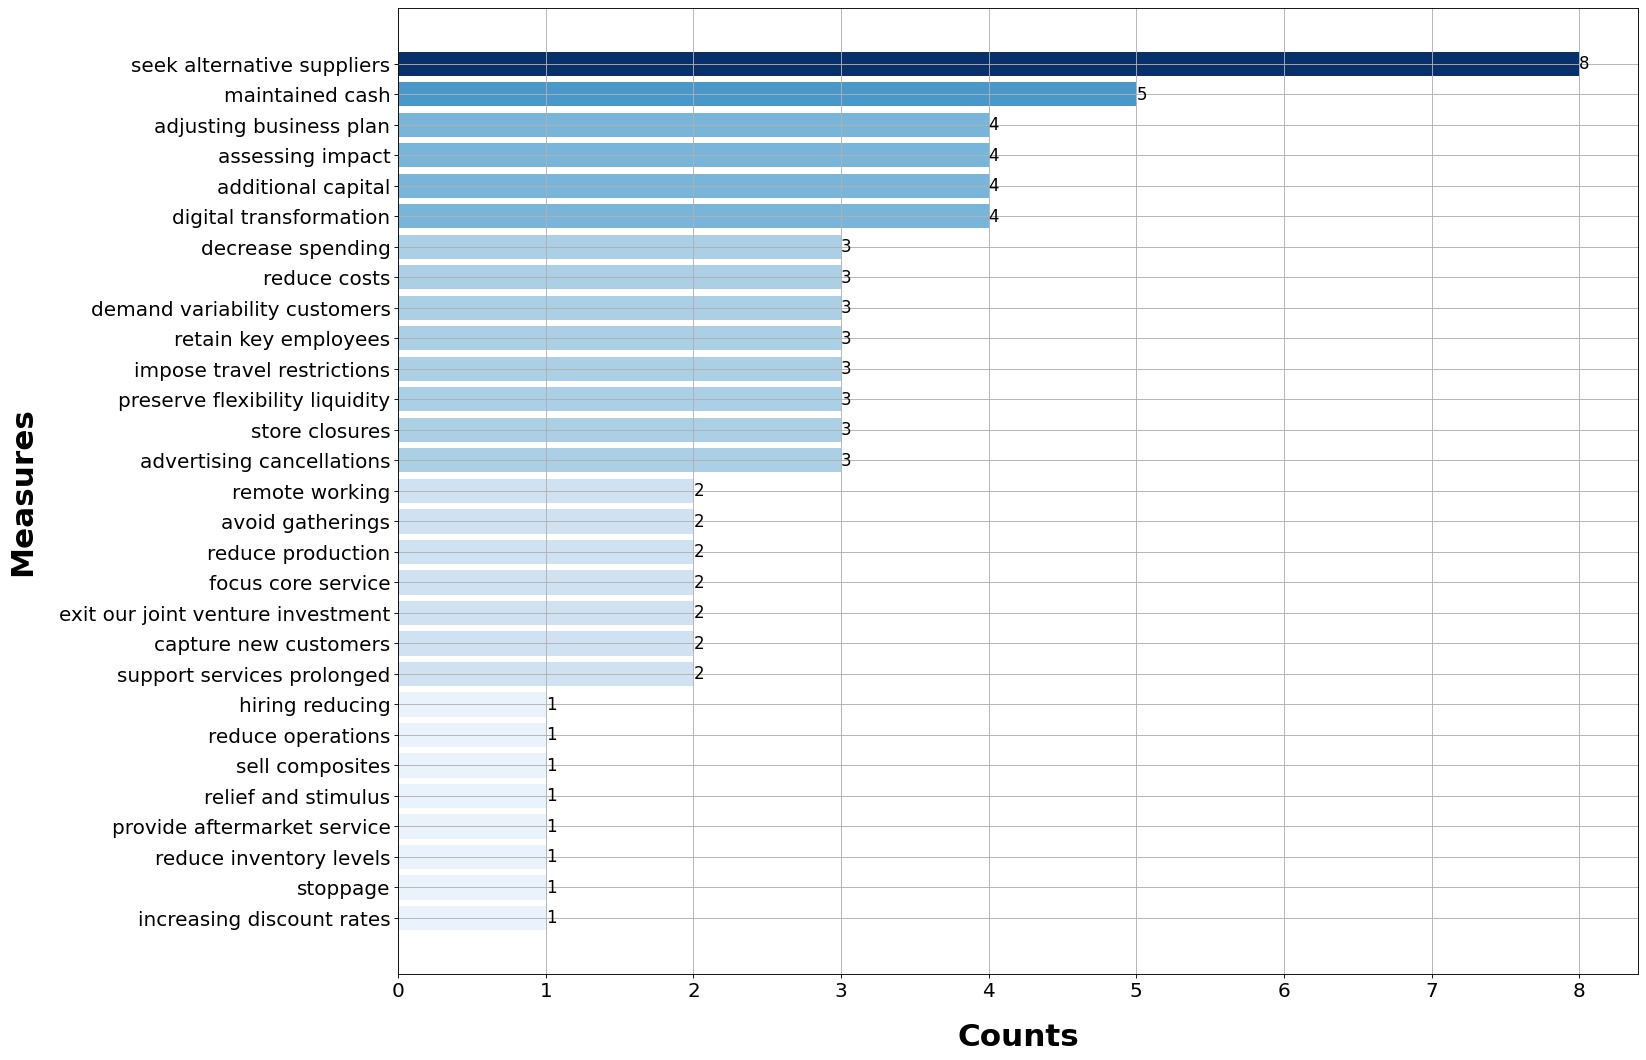 seek alternative suppliers 8
maintained cash 5
adjusting business plan 4
assessing impact 4
additional capital 4
digital transformation 4
decrease spending 3
reduce costs 3
demand variability customers 3
retain key employees 3
impose travel restrictions 3
preserve flexibility liquidity 3
store closures 3
advertising cancellations 3
remote working 2
avoid gatherings 2
reduce production 2
focus core service 2
exit our joint venture investment 2
capture new customers 2
support services prolonged 2
hiring reducing 1
reduce operations 1
sell composites 1
relief and stimulus 1
provide aftermarket service 1
reduce inventory levels 1
stoppage 1
increasing discount rates 1
0 1 2 3 4 5 6 7 8
Counts
Measures